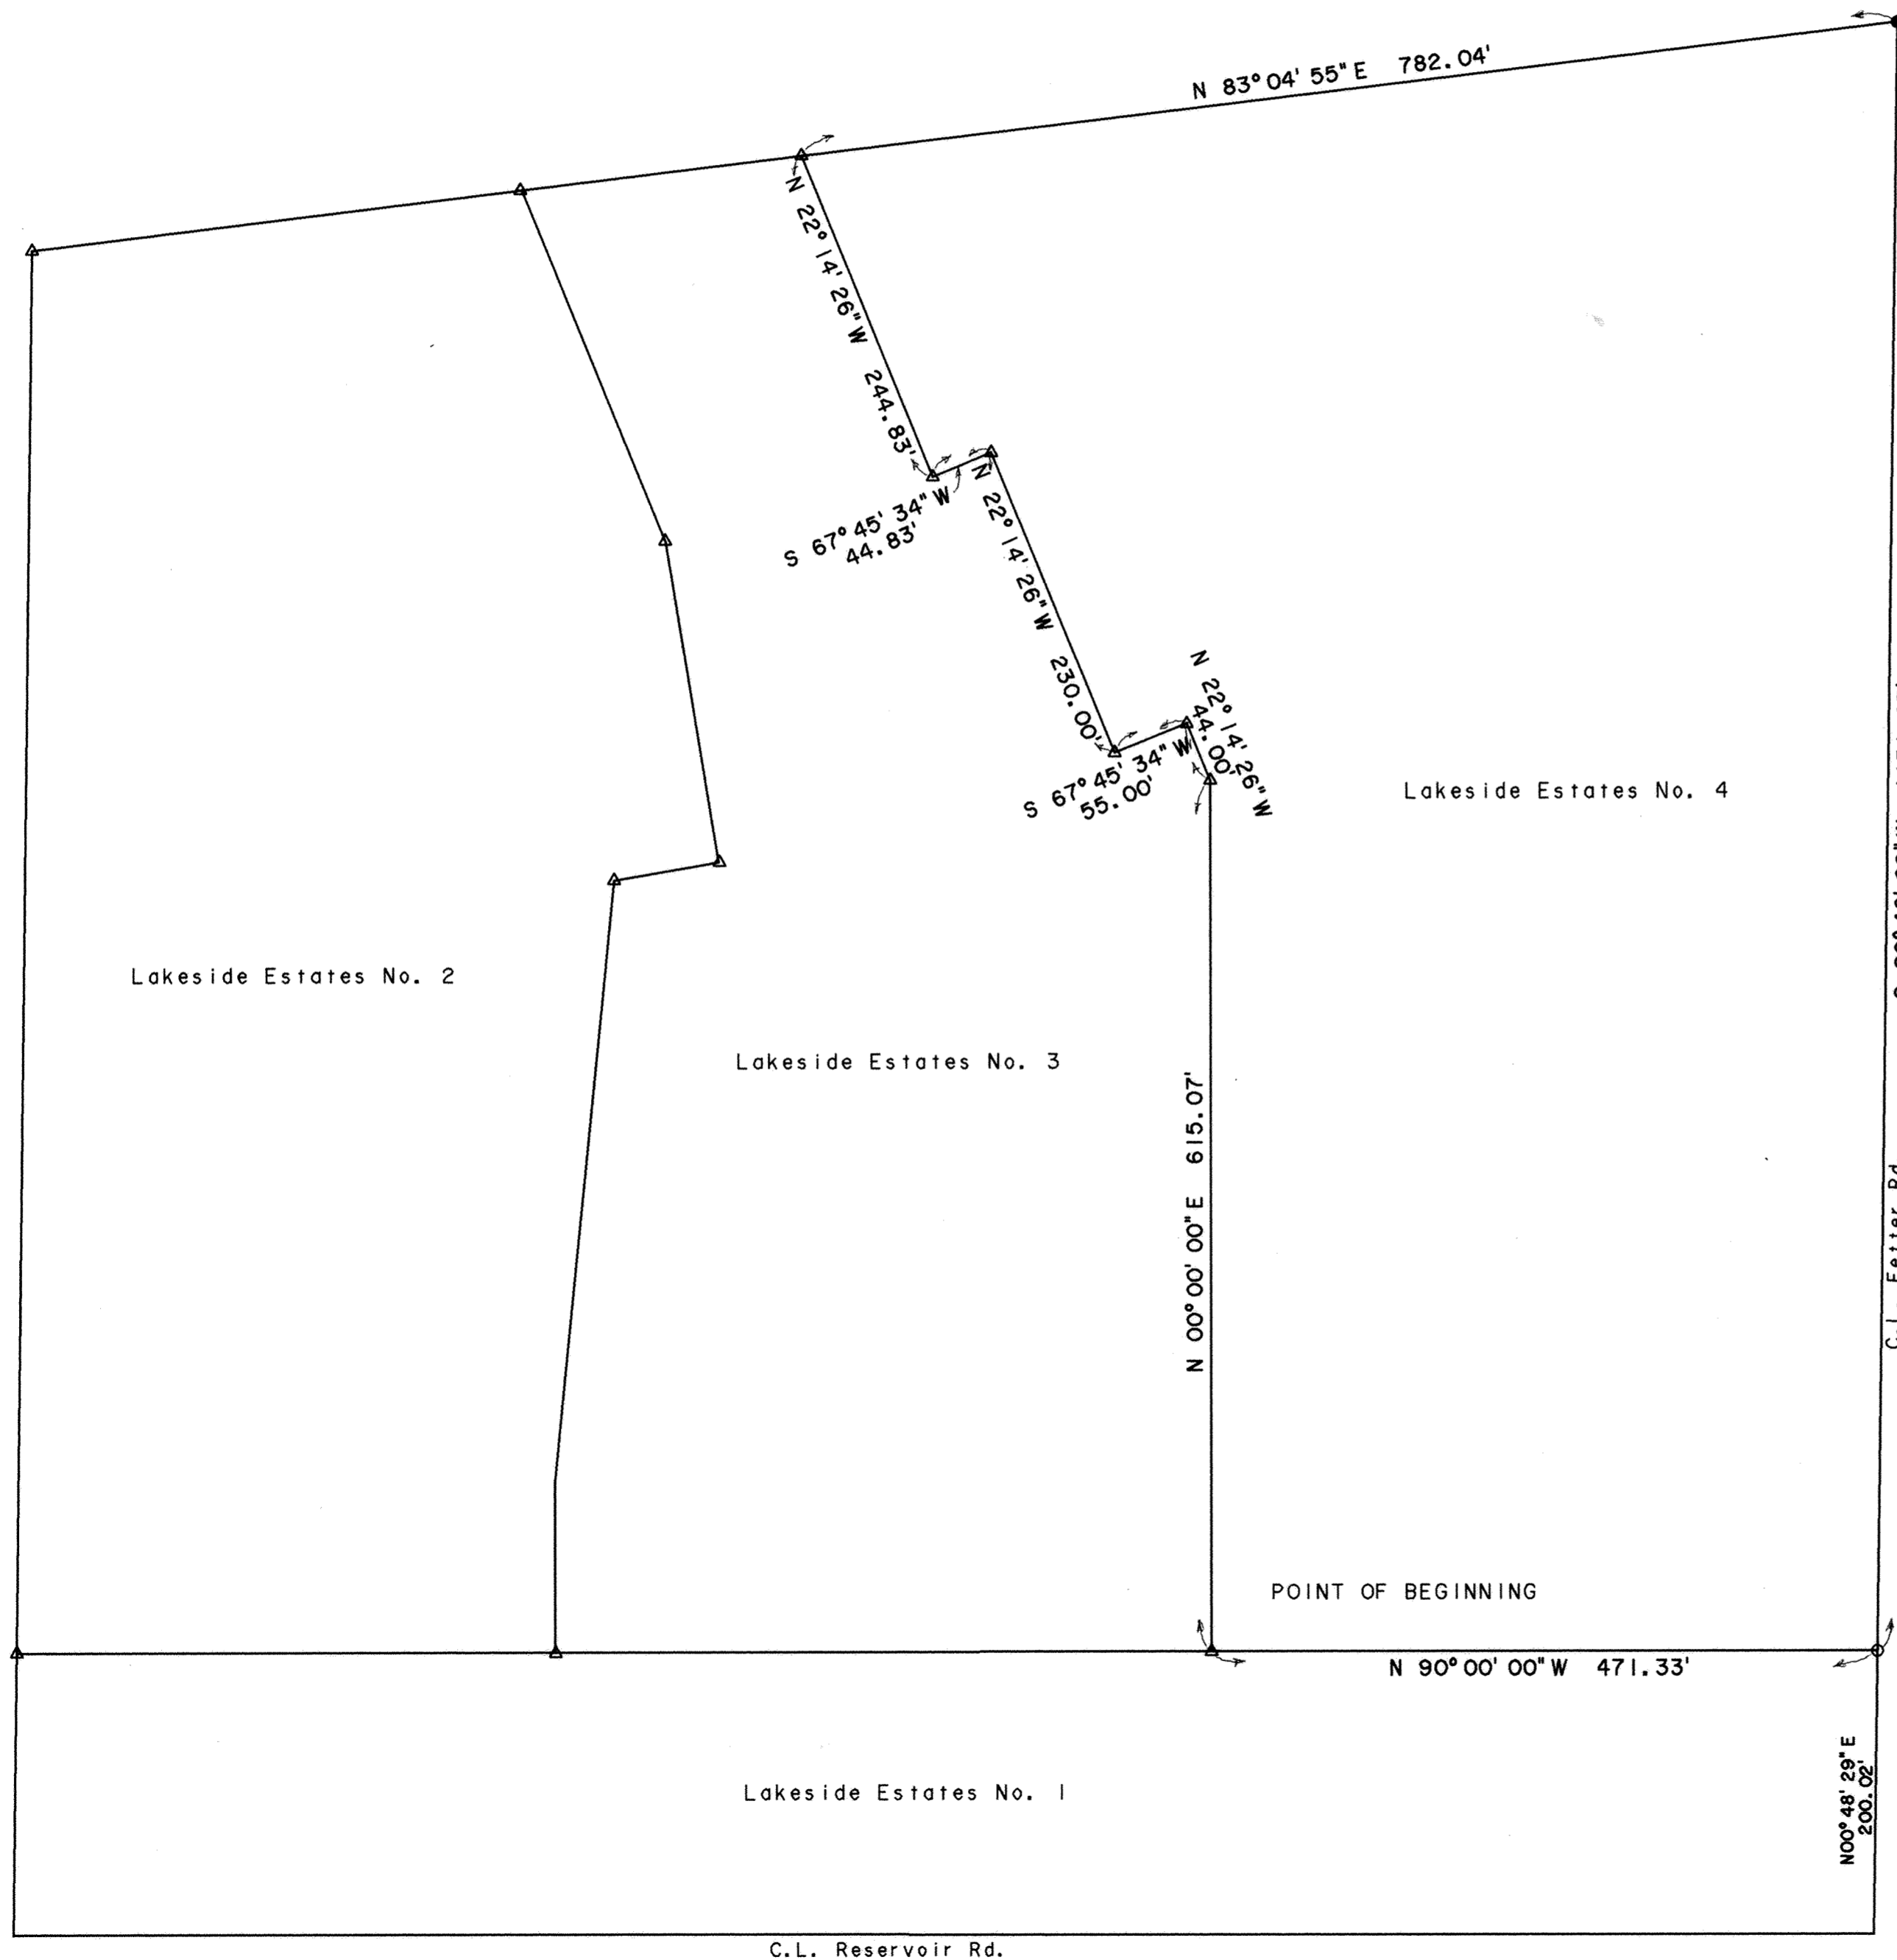 N 83°04'55"E 782.04'
N 22°14'26"W 244.83'
S 67°45'34"W
44.83'
N 22°14'26"W 230.00'
N 22°14'26"W
44.00'
S 67°45'34"W
55.00'
Lakeside Estates No. 4
Lakeside Estates No. 2
Lakeside Estates No. 3
N 00°00'00"E 615.07'
C.L. Fetter Rd.
POINT OF BEGINNING
N 90°00'00"W 471.33'
N00°48'29"E
200.02'
Lakeside Estates No. 1
C.L. Reservoir Rd.